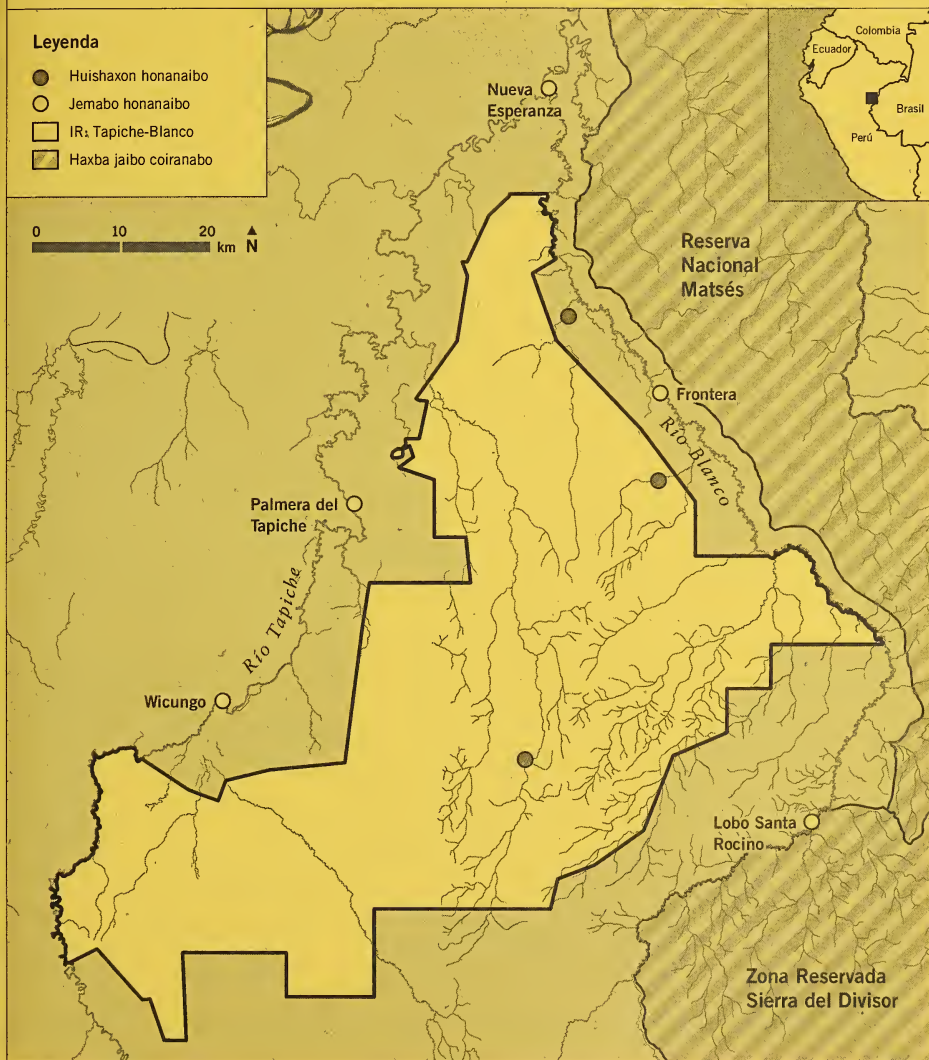 Leyenda
Huishaxon honanaibo
Jemabo honanaibo
IR: Tapiche-Blanco
Haxba jaibo coiranabo
0 10 20
km N
Colombia
Ecuador
Brasil
Perú
Nueva
Esperanza
Reserva
Nacional
Matsés
Frontera
Río Blanco
Palmera del
Tapiche
Río Tapiche
Wicungo
Lobo Santa
Rocino
Zona Reservada
Sierra del Divisor